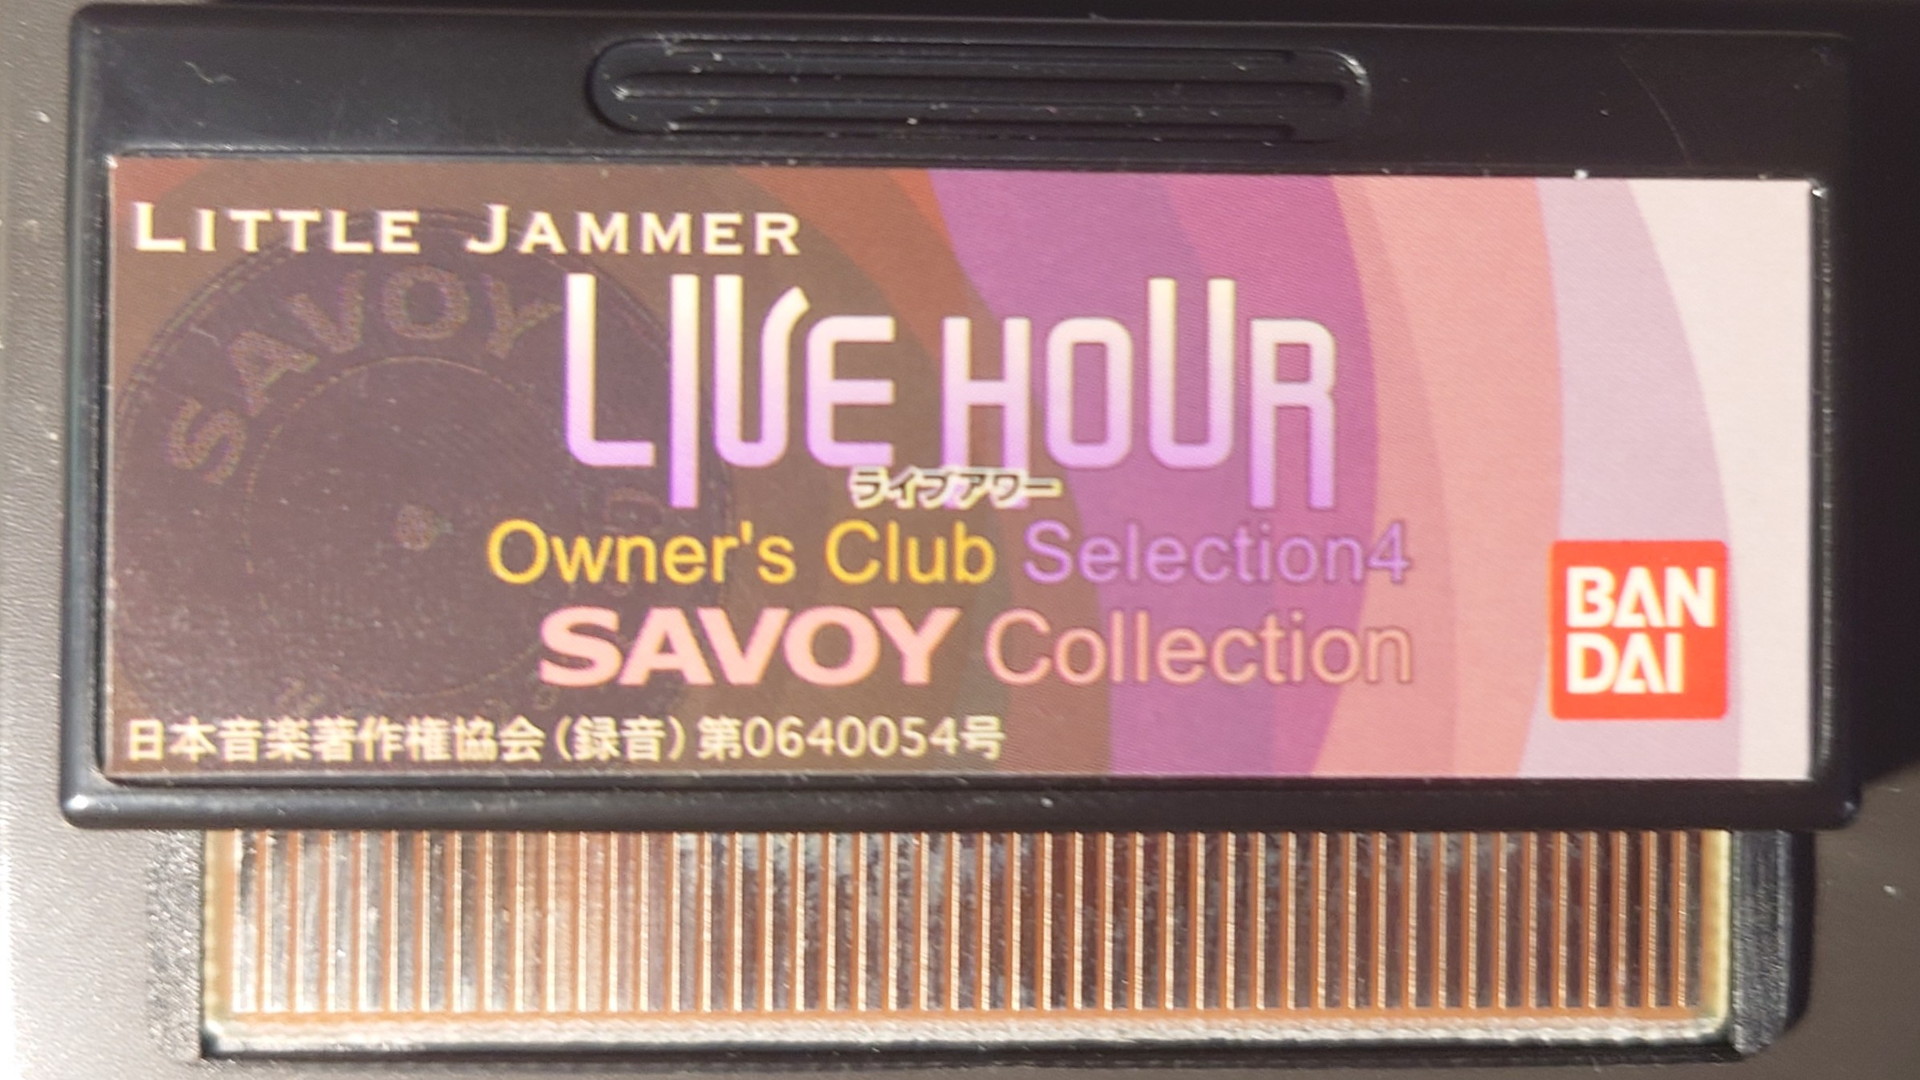 LITTLE JAMMER
SAVOY
LIVE HOUR
ライブアワー
Owner's Club Selection4
SAVOY Collection
BAN
DAI
日本音楽著作権協会(録音)第0640054号